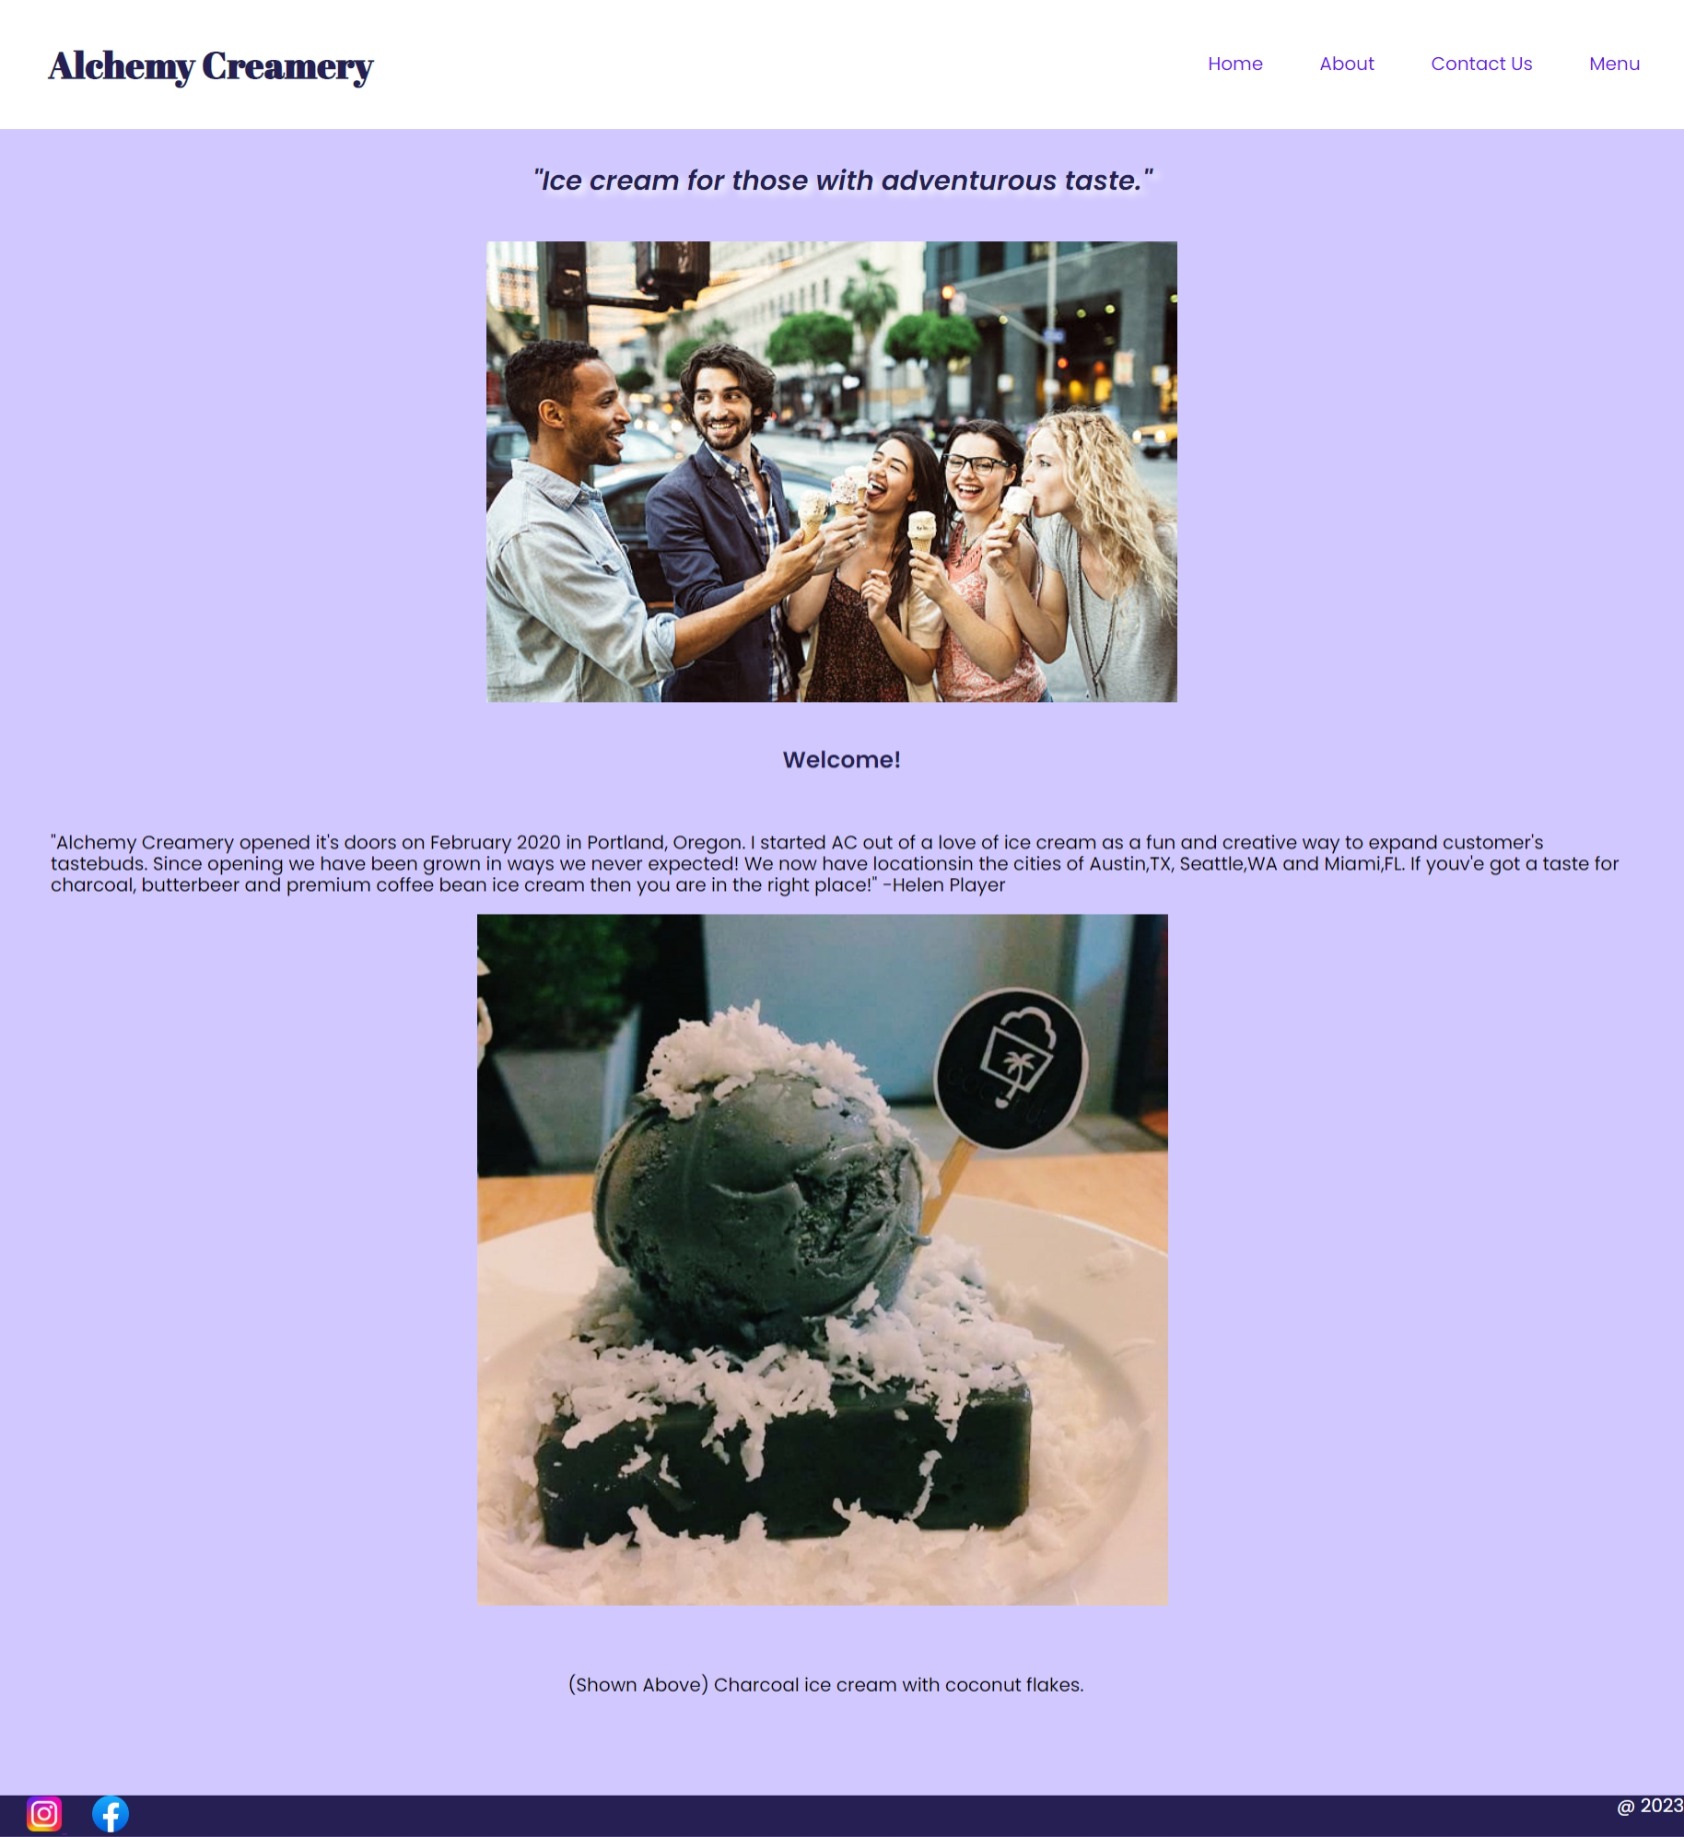 Alchemy Creamery
Home About Contact Us Menu
"Ice cream for those with adventurous taste."
Welcome!
"Alchemy Creamery opened it's doors on February 2020 in Portland, Oregon. I started AC out of a love of ice cream as a fun and creative way to expand customer's
tastebuds. Since opening we have been grown in ways we never expected! We now have locationsin the cities of Austin,TX, Seattle,WA and Miami,FL. If youv'e got a taste for
charcoal, butterbeer and premium coffee bean ice cream then you are in the right place!" -Helen Player
(Shown Above) Charcoal ice cream with coconut flakes.
@ 2023